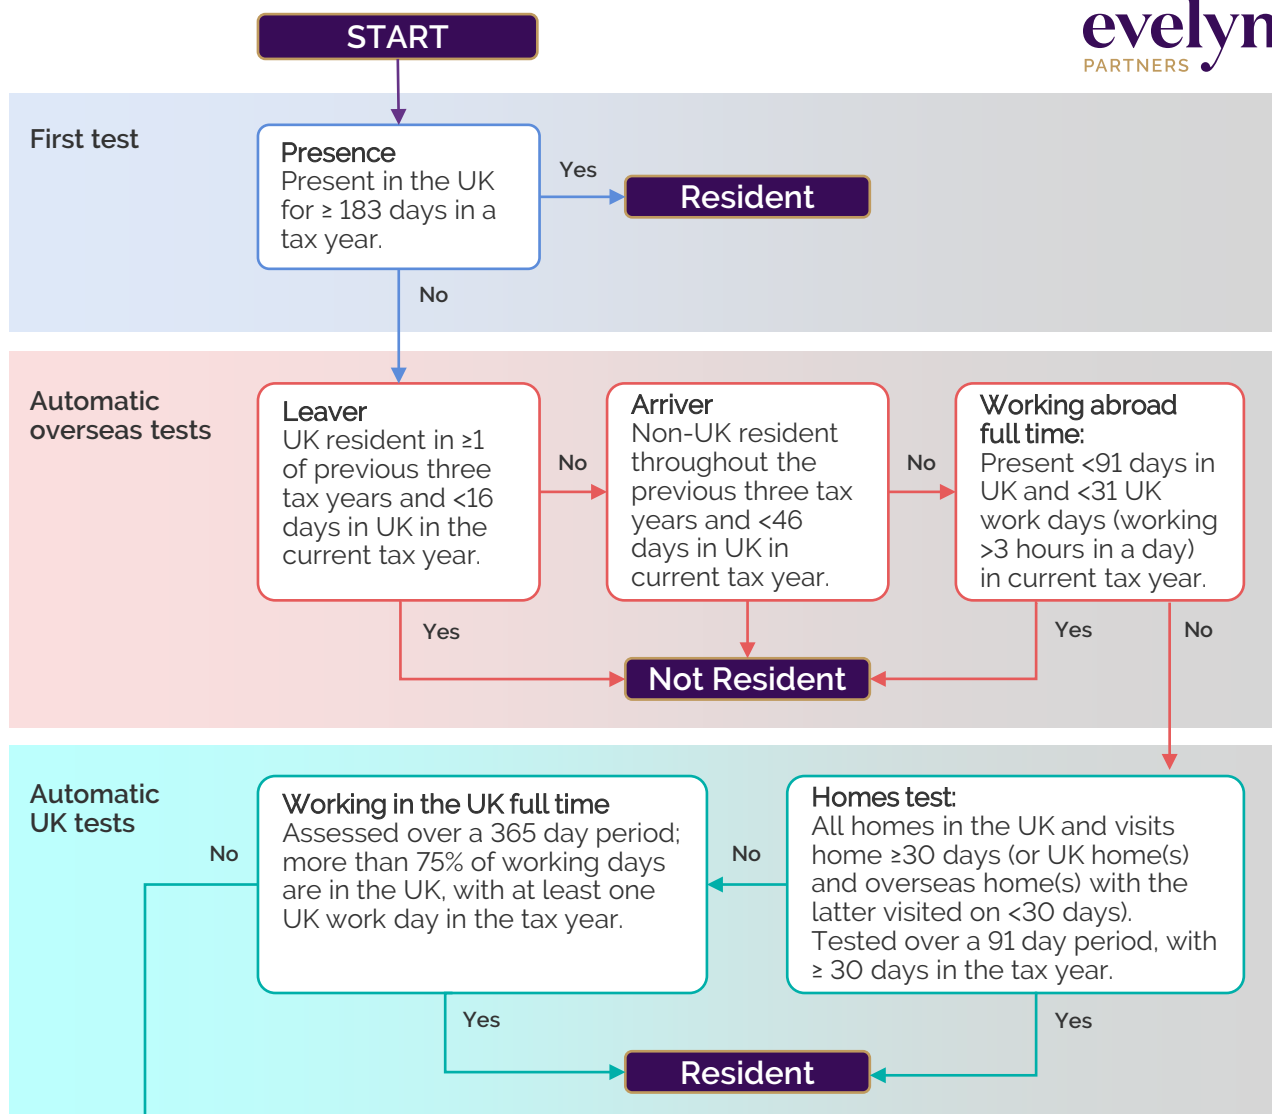 START
evelyn
PARTNERS
First test
Presence
Present in the UK
for ≥ 183 days in a
tax year.
Yes
Resident
No
Automatic
overseas tests
Leaver
UK resident in ≥1
of previous three
tax years and <16
days in UK in the
current tax year.
No
Arriver
Non-UK resident
throughout the
previous three tax
years and <46
days in UK in
current tax year.
No
Working abroad
full time:
Present <91 days in
UK and <31 UK
work days (working
>3 hours in a day)
in current tax year.
Yes
Yes
No
Not Resident
Automatic
UK tests
No
Working in the UK full time
Assessed over a 365 day period;
more than 75% of working days
are in the UK, with at least one
UK work day in the tax year.
No
Homes test:
All homes in the UK and visits
home ≥30 days (or UK home(s)
and overseas home(s) with the
latter visited on <30 days).
Tested over a 91 day period, with
≥ 30 days in the tax year.
Yes
Yes
Resident